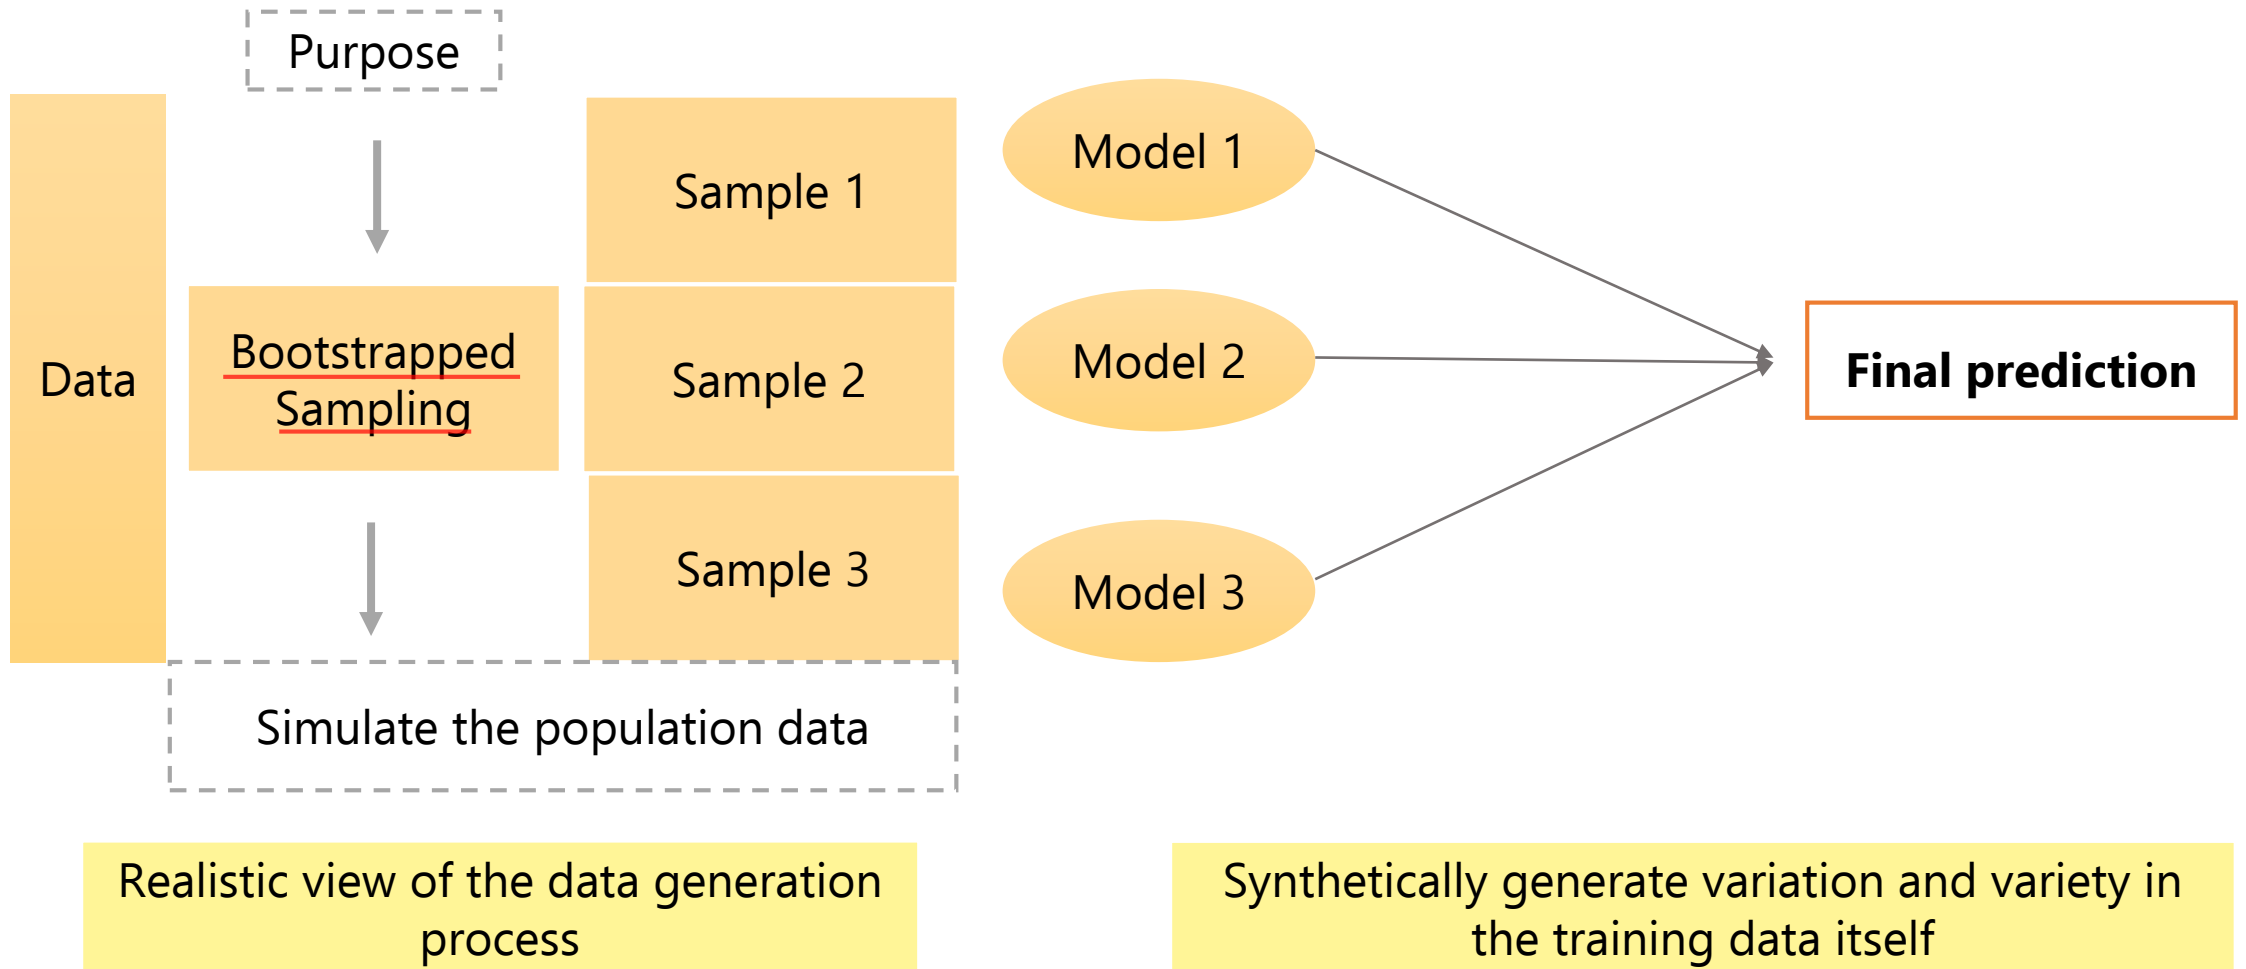 Purpose
Data
Bootstrapped
Sampling
Sample 1
Sample 2
Sample 3
Simulate the population data
Model 1
Model 2
Model 3
Final prediction
Realistic view of the data generation
process
Synthetically generate variation and variety in
the training data itself